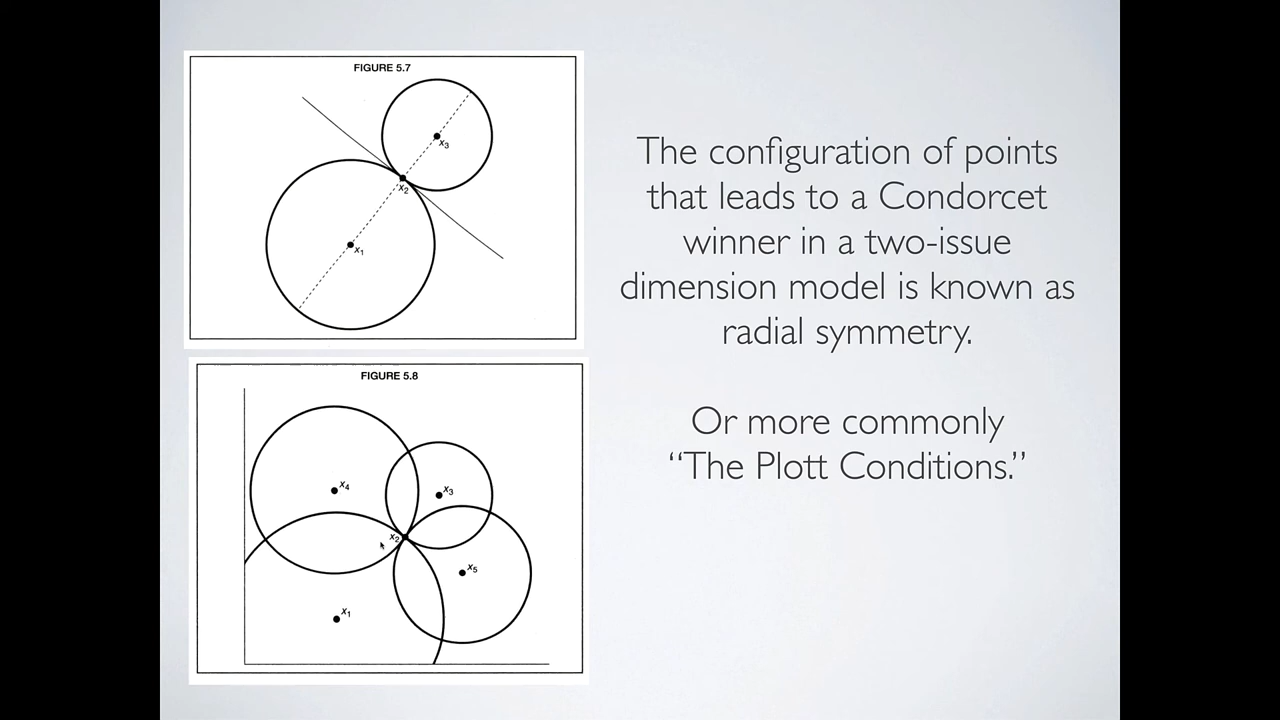 FIGURE 5.7
x3
x2
x1
FIGURE 5.8
x4
x3
x2
x5
x1
The configuration of points
that leads to a Condorcet
winner in a two-issue
dimension model is known as
radial symmetry.
Or more commonly
“The Plott Conditions.”